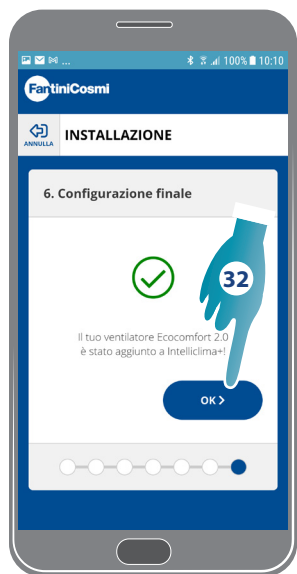 ... 100% 10:10
FantiniCosmi
ANNULLA
INSTALLAZIONE
6. Configurazione finale
32
Il tuo ventilatore Ecocomfort 2.0
è stato aggiunto a Intelliclima+!
OK >